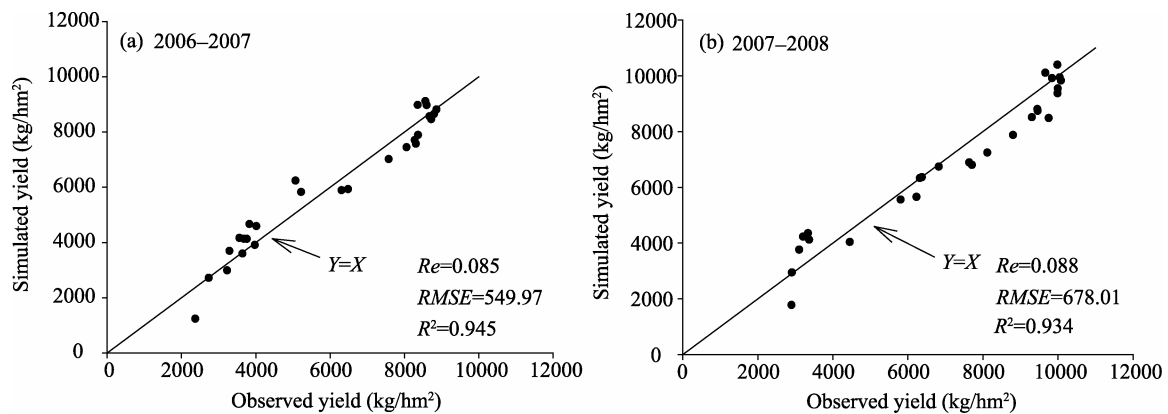 12000
(a) 2006–2007
10000
8000
6000
4000
2000
0
Simulated yield (kg/hm²)
Y=X
Re=0.085
RMSE=549.97
R²=0.945
0 2000 4000 6000 8000 10000 12000
Observed yield (kg/hm²)
12000
(b) 2007–2008
10000
8000
6000
4000
2000
0
Simulated yield (kg/hm²)
Y=X
Re=0.088
RMSE=678.01
R²=0.934
0 2000 4000 6000 8000 10000 12000
Observed yield (kg/hm²)